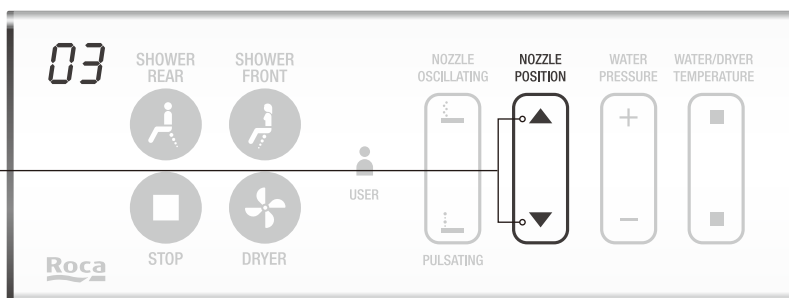 03
SHOWER
REAR
SHOWER
FRONT
NOZZLE
OSCILLATING
NOZZLE
POSITION
WATER
PRESSURE
WATER/DRYER
TEMPERATURE
USER
STOP
DRYER
PULSATING
Roca